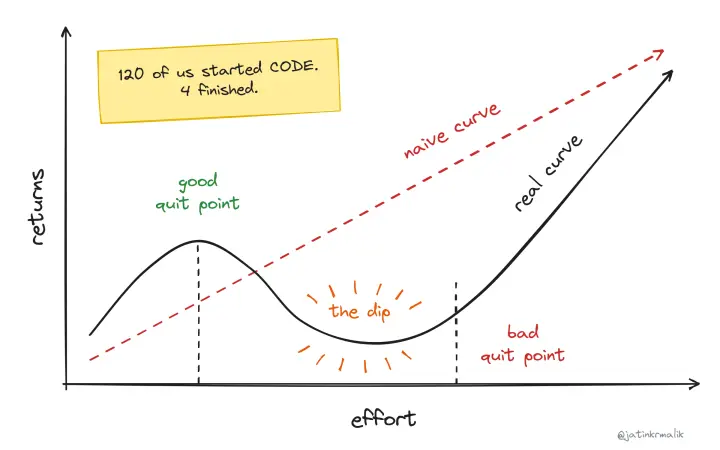 120 of us started CODE.
4 finished.
naive curve
real curve
good
quit point
returns
the dip
bad
quit point
effort
@jatinkrmalik